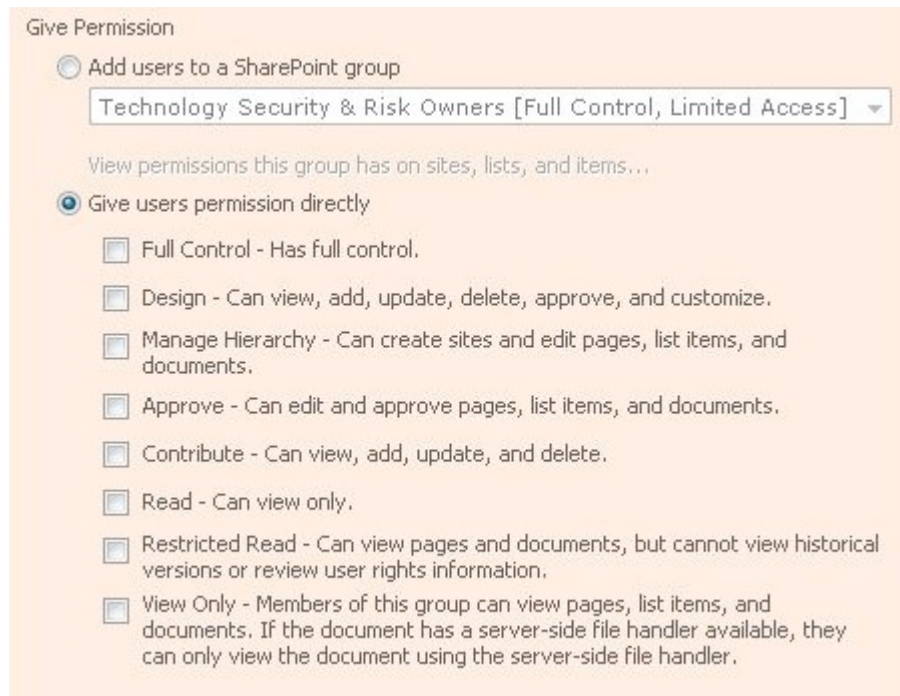 Give Permission
Add users to a SharePoint group
Technology Security & Risk Owners [Full Control, Limited Access]
View permissions this group has on sites, lists, and items...
Give users permission directly
Full Control - Has full control.
Design - Can view, add, update, delete, approve, and customize.
Manage Hierarchy - Can create sites and edit pages, list items, and
documents.
Approve - Can edit and approve pages, list items, and documents.
Contribute - Can view, add, update, and delete.
Read - Can view only.
Restricted Read - Can view pages and documents, but cannot view historical
versions or review user rights information.
View Only - Members of this group can view pages, list items, and
documents. If the document has a server-side file handler available, they
can only view the document using the server-side file handler.